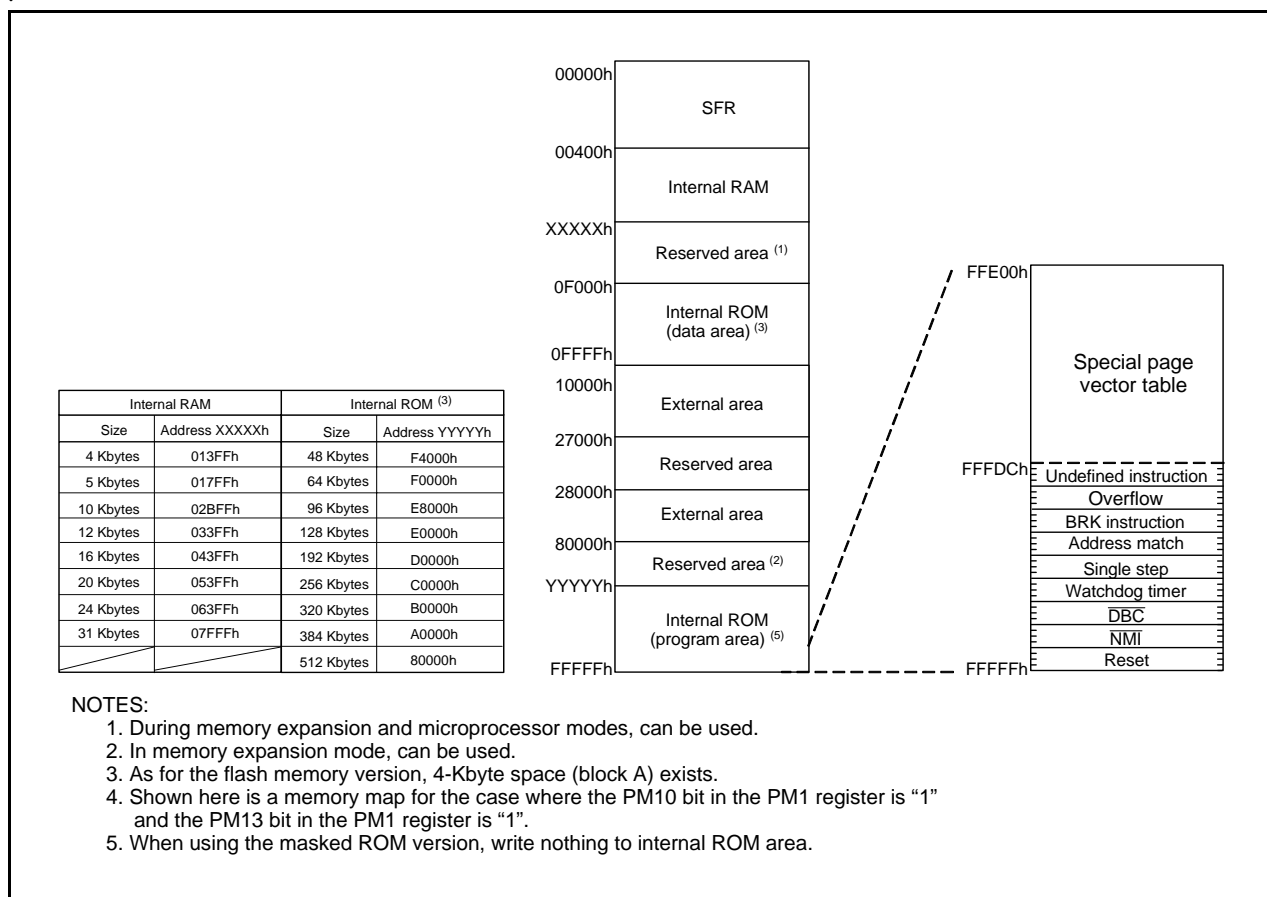 00000h
SFR
00400h
Internal RAM
XXXXXh
Reserved area (1)
0F000h
Internal ROM
(data area) (3)
0FFFFh
10000h
External area
27000h
Reserved area
28000h
External area
80000h
Reserved area (2)
YYYYYh
Internal ROM
(program area) (5)
FFFFFh
FFE00h
Special page
vector table
FFFDCh
Undefined instruction
Overflow
BRK instruction
Address match
Single step
Watchdog timer
DBC
NMI
Reset
FFFFFh
Internal RAM Internal ROM (3)
Size Address XXXXXh Size Address YYYYYh
4 Kbytes 013FFh 48 Kbytes F4000h
5 Kbytes 017FFh 64 Kbytes F0000h
10 Kbytes 02BFFh 96 Kbytes E8000h
12 Kbytes 033FFh 128 Kbytes E0000h
16 Kbytes 043FFh 192 Kbytes D0000h
20 Kbytes 053FFh 256 Kbytes C0000h
24 Kbytes 063FFh 320 Kbytes B0000h
31 Kbytes 07FFFh 384 Kbytes A0000h
512 Kbytes 80000h
NOTES:
1. During memory expansion and microprocessor modes, can be used.
2. In memory expansion mode, can be used.
3. As for the flash memory version, 4-Kbyte space (block A) exists.
4. Shown here is a memory map for the case where the PM10 bit in the PM1 register is “1”
and the PM13 bit in the PM1 register is “1”.
5. When using the masked ROM version, write nothing to internal ROM area.